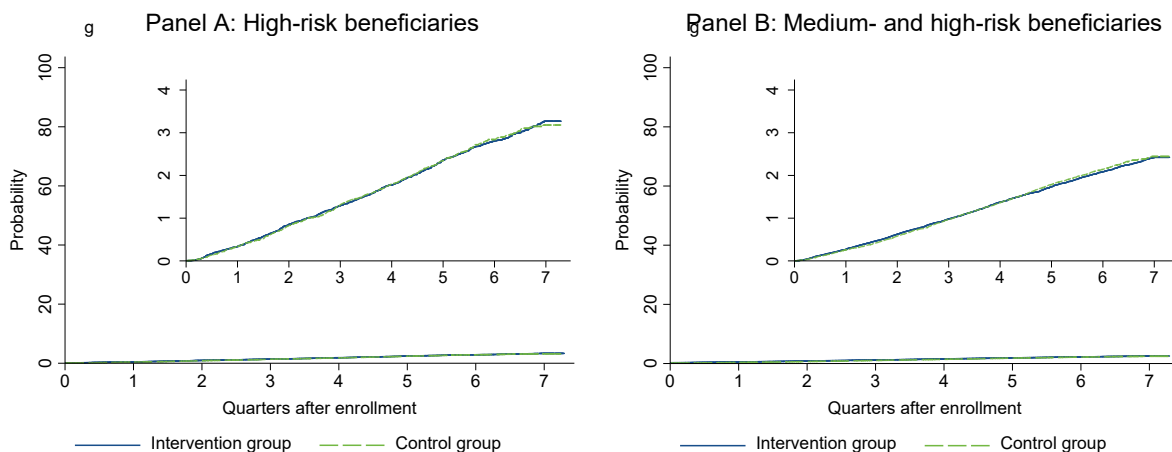 g Panel A: High-risk beneficiaries
Probability
0 20 40 60 80 100
0 1 2 3 4
0 1 2 3 4 5 6 7
0 1 2 3 4 5 6 7
Quarters after enrollment
Intervention group Control group
g Panel B: Medium- and high-risk beneficiaries
Probability
0 20 40 60 80 100
0 1 2 3 4
0 1 2 3 4 5 6 7
0 1 2 3 4 5 6 7
Quarters after enrollment
Intervention group Control group